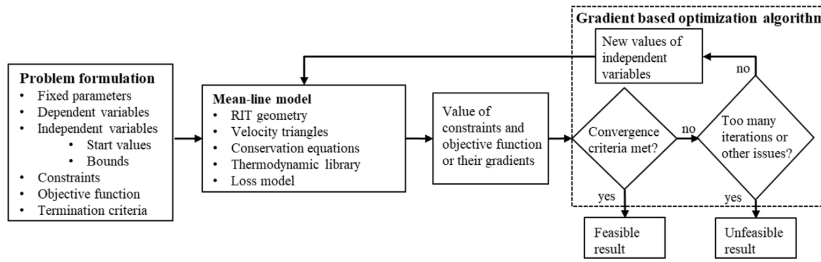 Gradient based optimization algorithm
New values of
independent
variables
Problem formulation
• Fixed parameters
• Dependent variables
• Independent variables
• Start values
• Bounds
• Constraints
• Objective function
• Termination criteria
Mean-line model
• RIT geometry
• Velocity triangles
• Conservation equations
• Thermodynamic library
• Loss model
Value of
constraints and
objective function
or their gradients
Convergence
criteria met?
no
Too many
iterations or
other issues?
no
yes
yes
Feasible
result
Unfeasible
result